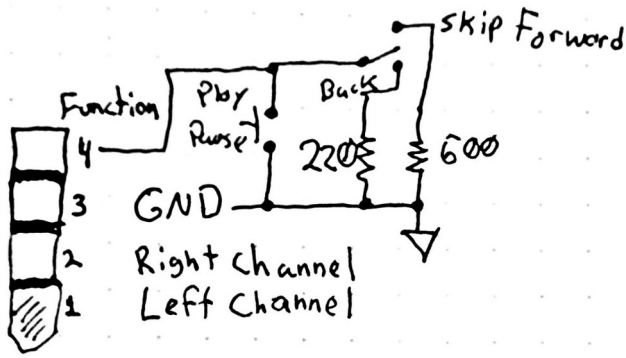 Skip Forward
Function
Play
Pause
Back
4
220
600
3 GND
2 Right Channel
1 Left Channel